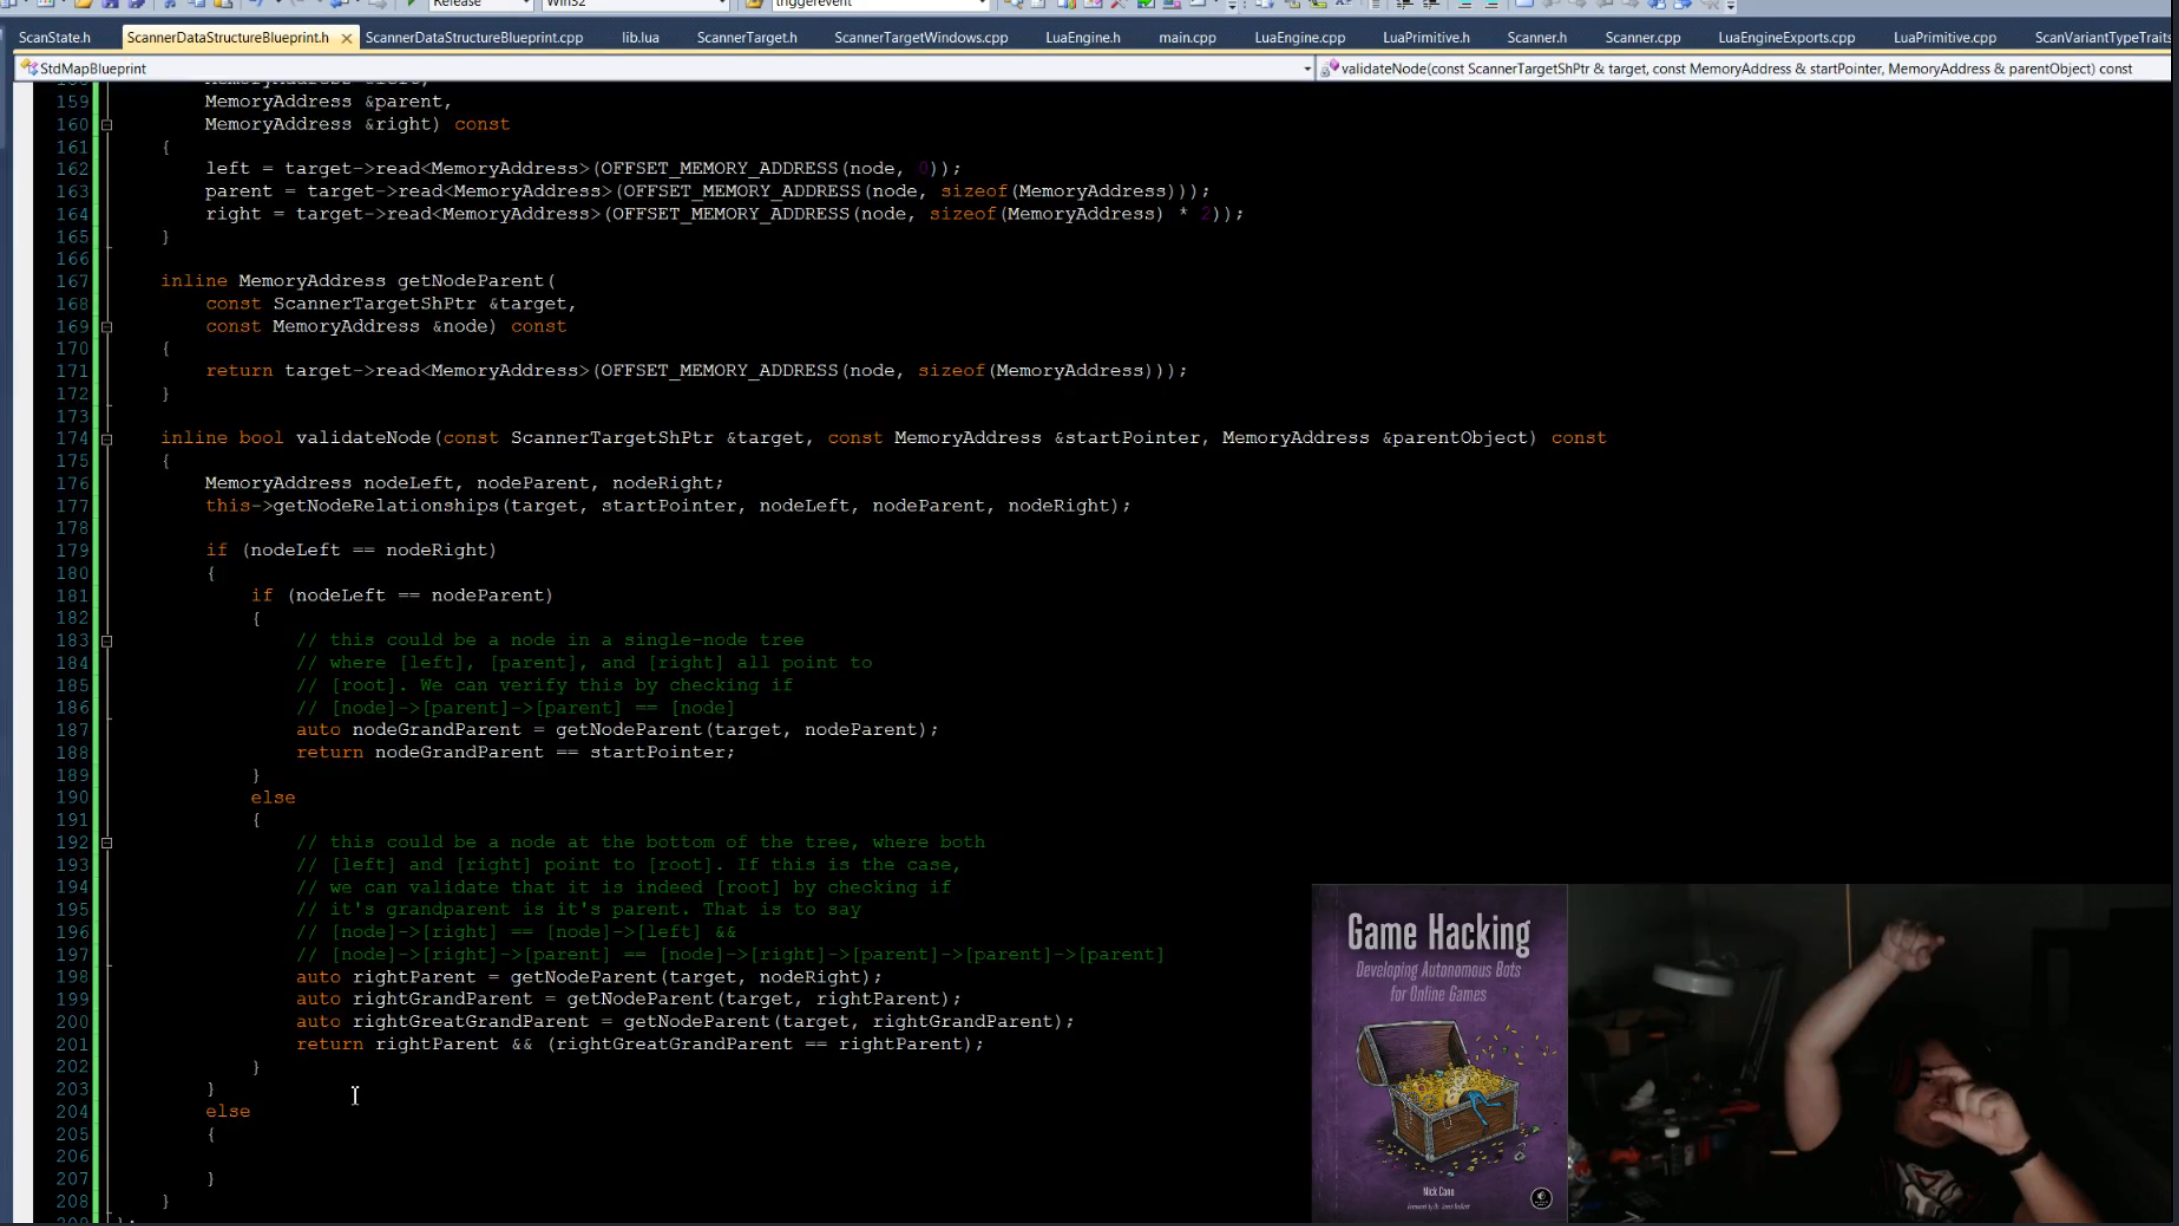 Release
Win32
triggerevent
ScanState.h
ScannerDataStructureBlueprint.h
ScannerDataStructureBlueprint.cpp
lib.lua
ScannerTarget.h
ScannerTargetWindows.cpp
LuaEngine.h
main.cpp
LuaEngine.cpp
LuaPrimitive.h
Scanner.h
Scanner.cpp
LuaEngineExports.cpp
LuaPrimitive.cpp
ScanVariantTypeTraits
StdMapBlueprint
validateNode(const ScannerTargetShPtr & target, const MemoryAddress & startPointer, MemoryAddress & parentObject) const
159 MemoryAddress &parent,
160 MemoryAddress &right) const
161 {
162 left = target->read<MemoryAddress>(OFFSET_MEMORY_ADDRESS(node, 0));
163 parent = target->read<MemoryAddress>(OFFSET_MEMORY_ADDRESS(node, sizeof(MemoryAddress)));
164 right = target->read<MemoryAddress>(OFFSET_MEMORY_ADDRESS(node, sizeof(MemoryAddress) * 2));
165 }
166
167 inline MemoryAddress getNodeParent(
168 const ScannerTargetShPtr &target,
169 const MemoryAddress &node) const
170 {
171 return target->read<MemoryAddress>(OFFSET_MEMORY_ADDRESS(node, sizeof(MemoryAddress)));
172 }
173
174 inline bool validateNode(const ScannerTargetShPtr &target, const MemoryAddress &startPointer, MemoryAddress &parentObject) const
175 {
176 MemoryAddress nodeLeft, nodeParent, nodeRight;
177 this->getNodeRelationships(target, startPointer, nodeLeft, nodeParent, nodeRight);
178
179 if (nodeLeft == nodeRight)
180 {
181 if (nodeLeft == nodeParent)
182 {
183 // this could be a node in a single-node tree
184 // where [left], [parent], and [right] all point to
185 // [root]. We can verify this by checking if
186 // [node]->[parent]->[parent] == [node]
187 auto nodeGrandParent = getNodeParent(target, nodeParent);
188 return nodeGrandParent == startPointer;
189 }
190 else
191 {
192 // this could be a node at the bottom of the tree, where both
193 // [left] and [right] point to [root]. If this is the case,
194 // we can validate that it is indeed [root] by checking if
195 // it's grandparent is it's parent. That is to say
196 // [node]->[right] == [node]->[left] &&
197 // [node]->[right]->[parent] == [node]->[right]->[parent]->[parent]->[parent]
198 auto rightParent = getNodeParent(target, nodeRight);
199 auto rightGrandParent = getNodeParent(target, rightParent);
200 auto rightGreatGrandParent = getNodeParent(target, rightGrandParent);
201 return rightParent && (rightGreatGrandParent == rightParent);
202 }
203 }
204 else
205 {
206
207 }
208 }
Game Hacking
Developing Autonomous Bots
for Online Games
Nick Cano